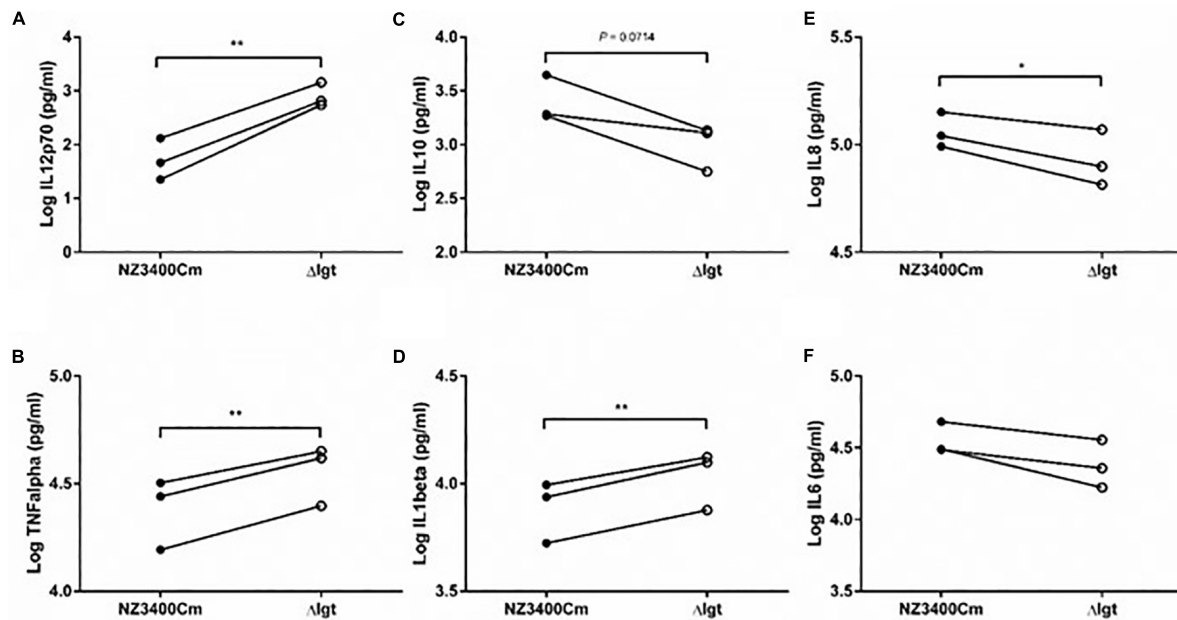 A
Log IL12p70 (pg/ml)
4
3
2
1
0
**
NZ3400Cm
Δlgt
C
Log IL10 (pg/ml)
4.0
3.5
3.0
2.5
2.0
P = 0.0714
NZ3400Cm
Δlgt
E
Log IL8 (pg/ml)
5.5
5.0
4.5
*
NZ3400Cm
Δlgt
B
Log TNFalpha (pg/ml)
5.0
4.5
4.0
**
NZ3400Cm
Δlgt
D
Log IL1beta (pg/ml)
4.5
4.0
3.5
**
NZ3400Cm
Δlgt
F
Log IL6 (pg/ml)
5.0
4.5
4.0
3.5
NZ3400Cm
Δlgt